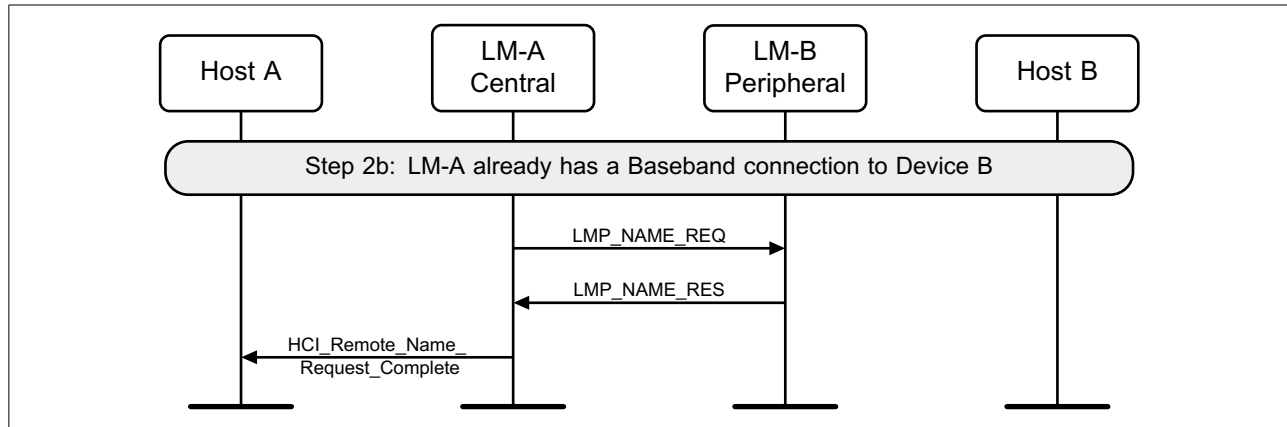 Host A
LM-A
Central
LM-B
Peripheral
Host B
Step 2b: LM-A already has a Baseband connection to Device B
LMP_NAME_REQ
LMP_NAME_RES
HCI_Remote_Name_
Request_Complete